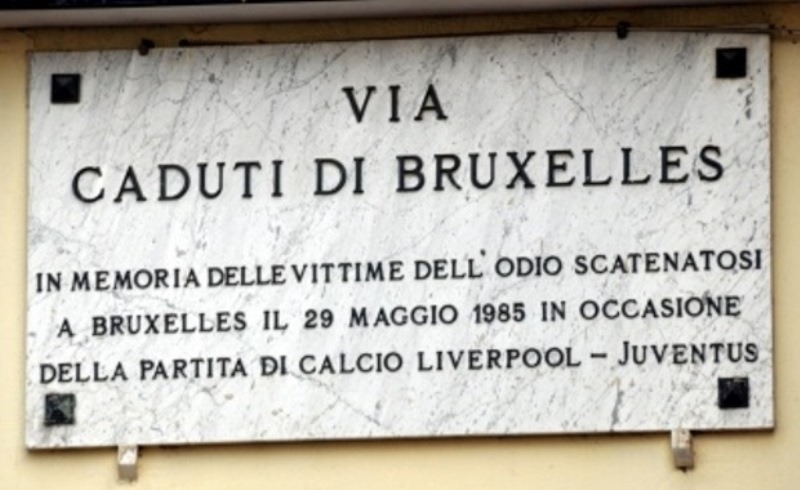 VIA
CADUTI DI BRUXELLES
IN MEMORIA DELLE VITTIME DELL' ODIO SCATENATOSI
A BRUXELLES IL 29 MAGGIO 1985 IN OCCASIONE
DELLA PARTITA DI CALCIO LIVERPOOL - JUVENTUS